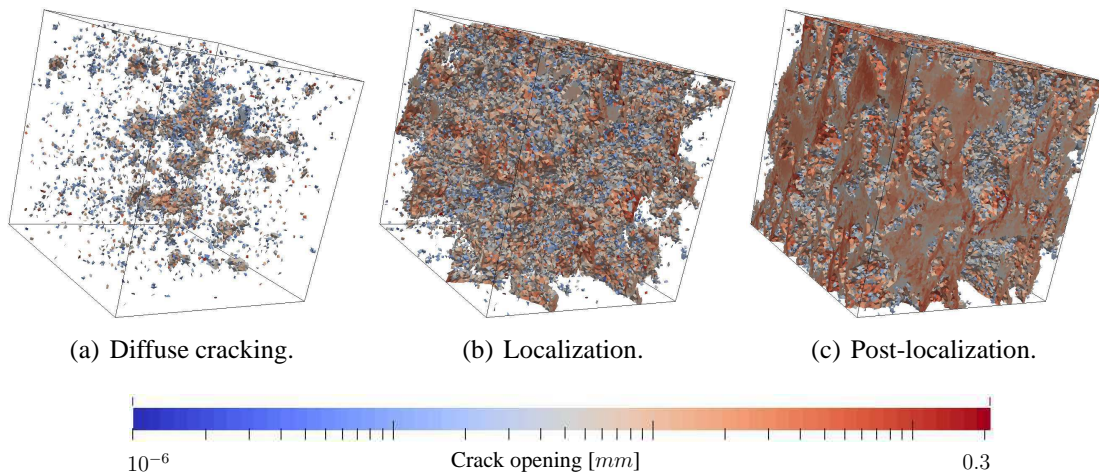 (a) Diffuse cracking. (b) Localization. (c) Post-localization.
10⁻⁶ Crack opening [mm] 0.3